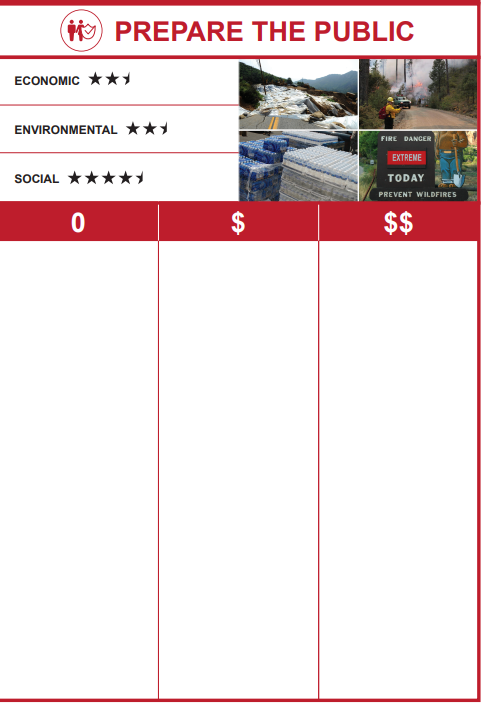 PREPARE THE PUBLIC
ECONOMIC ★★⯨
ENVIRONMENTAL ★★⯨
SOCIAL ★★★★⯨
FIRE DANGER
EXTREME
TODAY
PREVENT WILDFIRES
0 $ $$